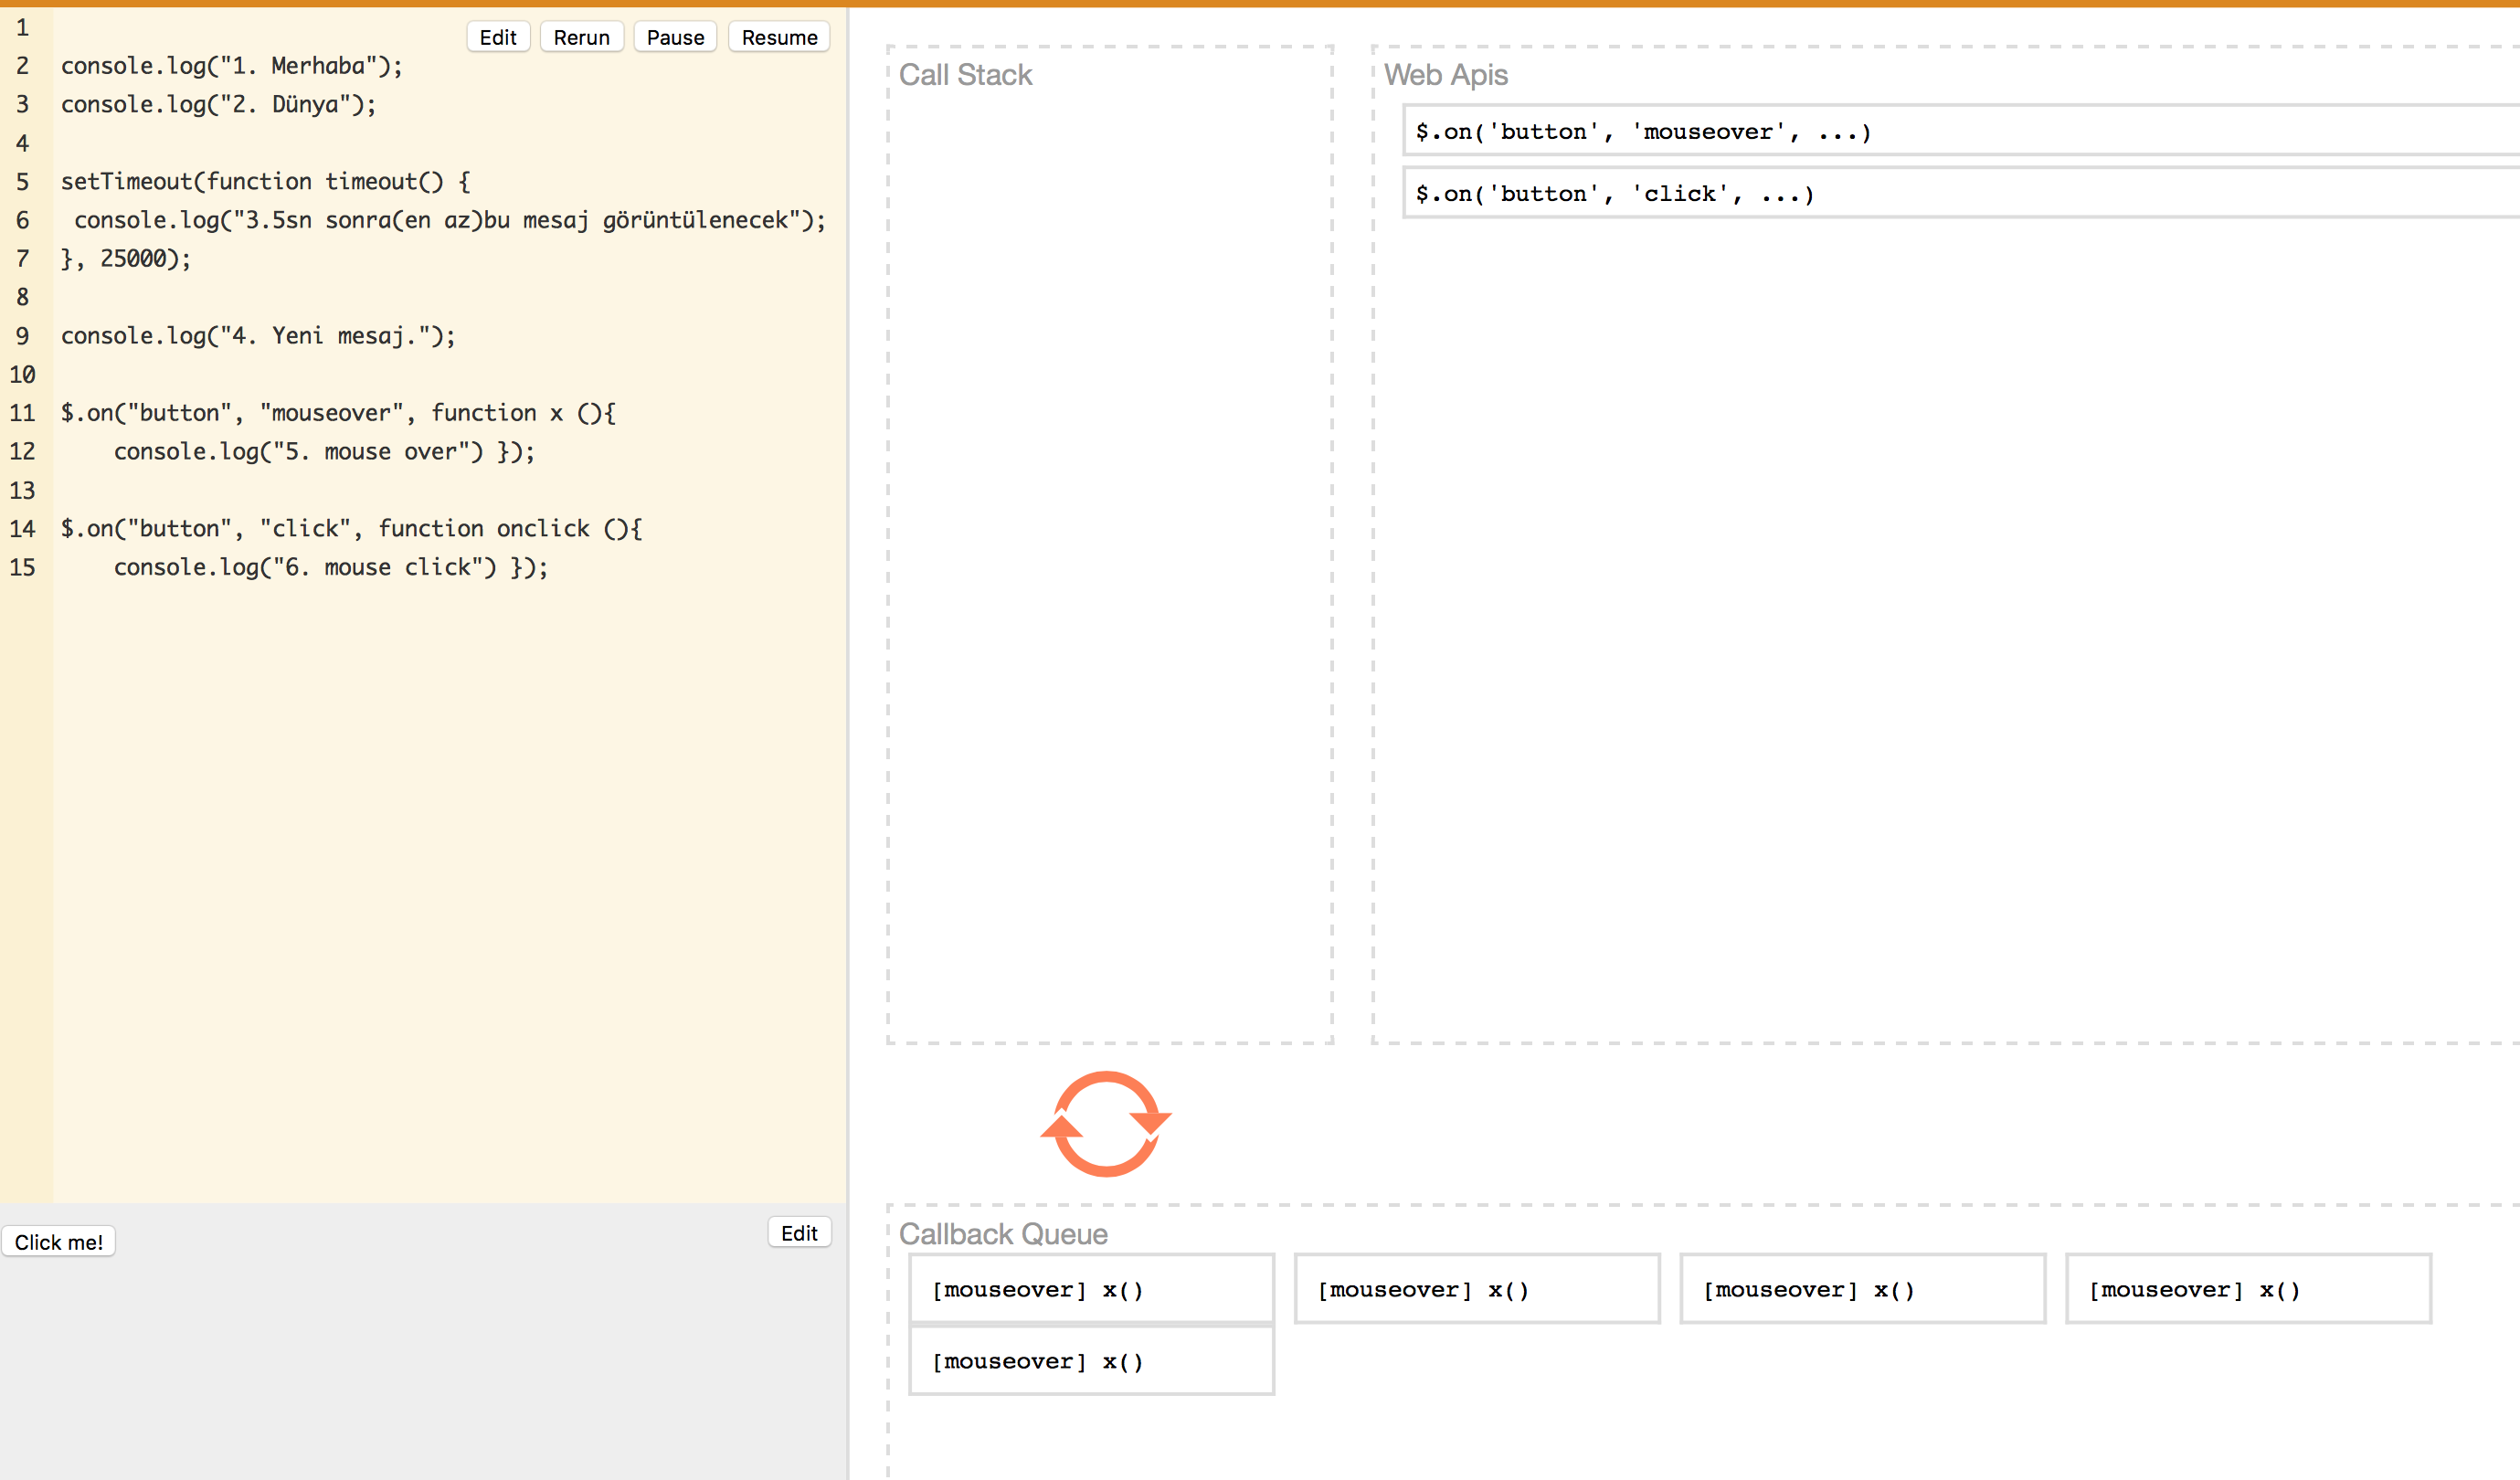 Edit Rerun Pause Resume
1
2 console.log("1. Merhaba");
3 console.log("2. Dünya");
4
5 setTimeout(function timeout() {
6 console.log("3.5sn sonra(en az)bu mesaj görüntülenecek");
7 }, 25000);
8
9 console.log("4. Yeni mesaj.");
10
11 $.on("button", "mouseover", function x (){
12 console.log("5. mouse over") });
13
14 $.on("button", "click", function onclick (){
15 console.log("6. mouse click") });
Click me!
Edit
Call Stack
Web Apis
$.on('button', 'mouseover', ...)
$.on('button', 'click', ...)
Callback Queue
[mouseover] x() [mouseover] x() [mouseover] x() [mouseover] x()
[mouseover] x()